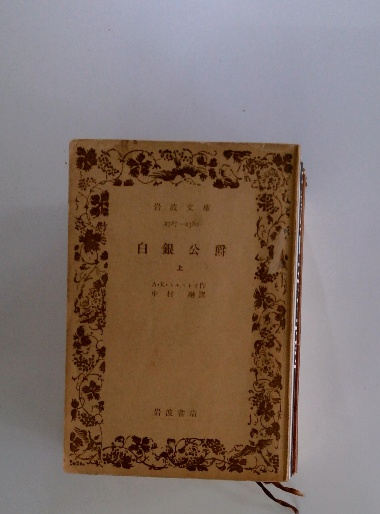 岩波文庫
白銀公爵
上
A・K・トルストイ作
中村融譯
岩波書店